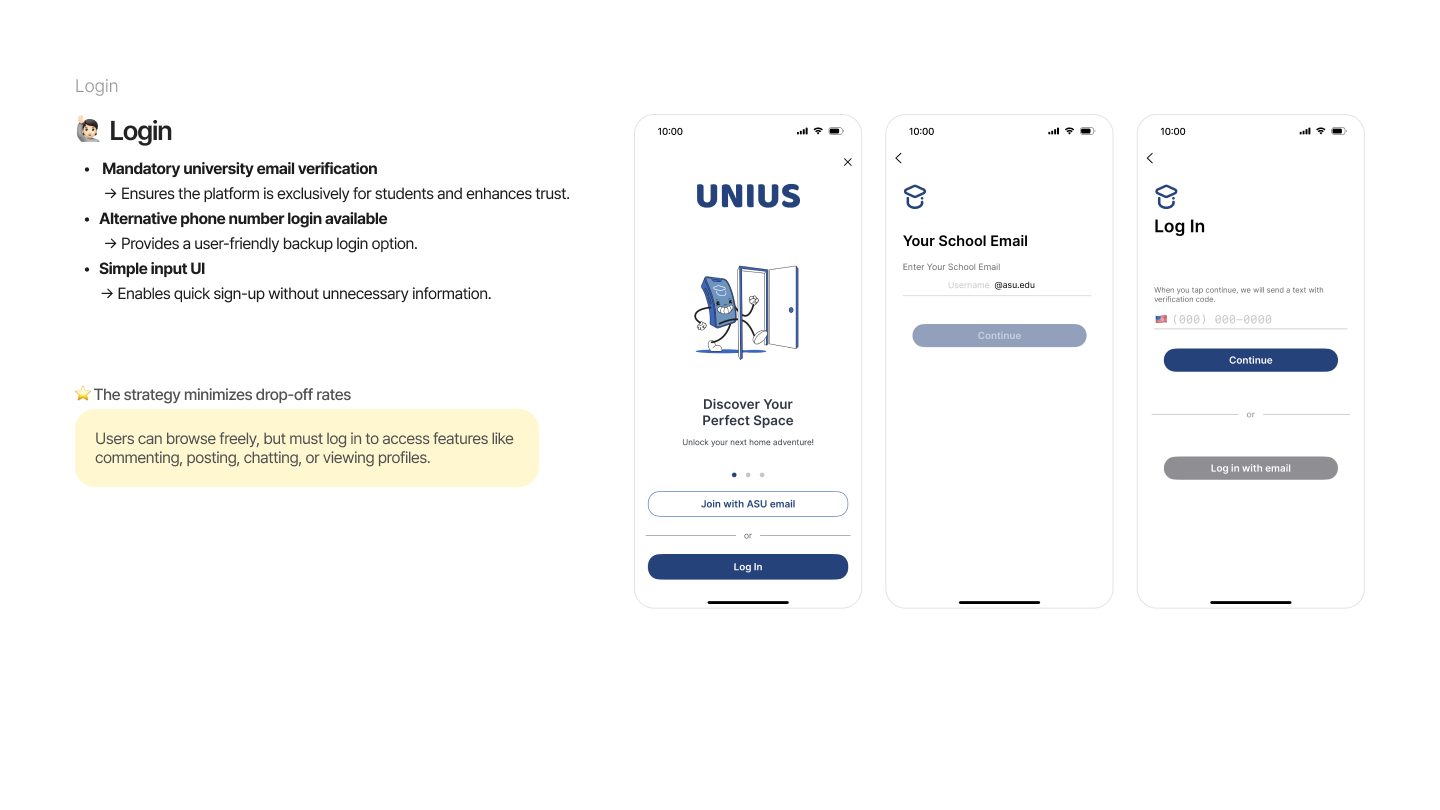 Login
Login
• Mandatory university email verification
→ Ensures the platform is exclusively for students and enhances trust.
• Alternative phone number login available
→ Provides a user-friendly backup login option.
• Simple input UI
→ Enables quick sign-up without unnecessary information.
The strategy minimizes drop-off rates
Users can browse freely, but must log in to access features like
commenting, posting, chatting, or viewing profiles.
10:00
UNIUS
Discover Your
Perfect Space
Unlock your next home adventure!
Join with ASU email
or
Log In
10:00
Your School Email
Enter Your School Email
Username @asu.edu
Continue
10:00
Log In
When you tap continue, we will send a text with
verification code.
(000) 000-0000
Continue
or
Log in with email